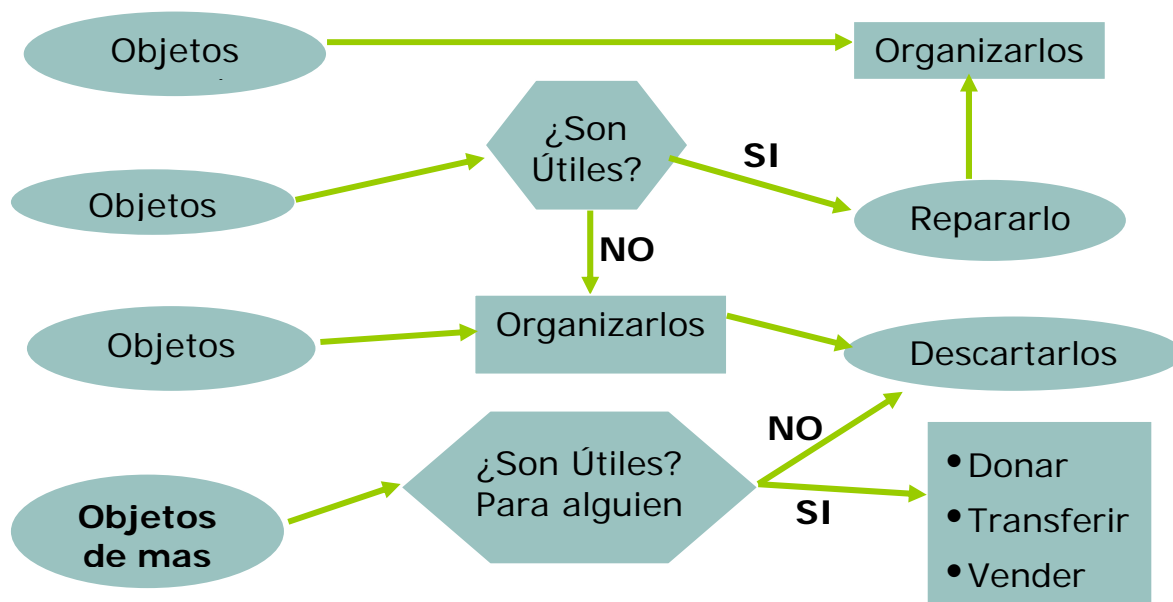 Objetos
Organizarlos
¿Son
Útiles?
SI
Objetos
Repararlo
NO
Objetos
Organizarlos
Descartarlos
¿Son Útiles?
Para alguien
NO
SI
Objetos
de mas
• Donar
• Transferir
• Vender